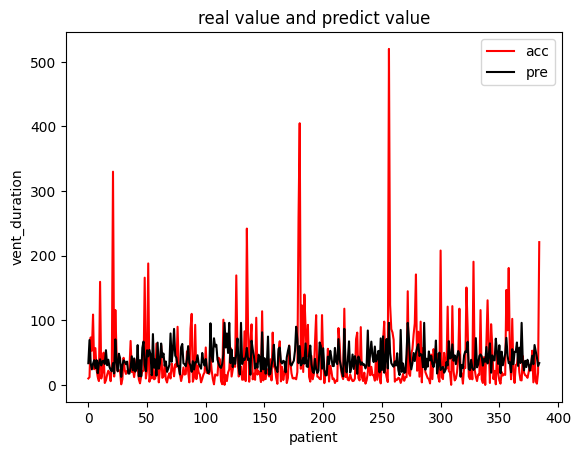 real value and predict value
acc
pre
500
400
300
200
100
0
vent_duration
0 50 100 150 200 250 300 350 400
patient